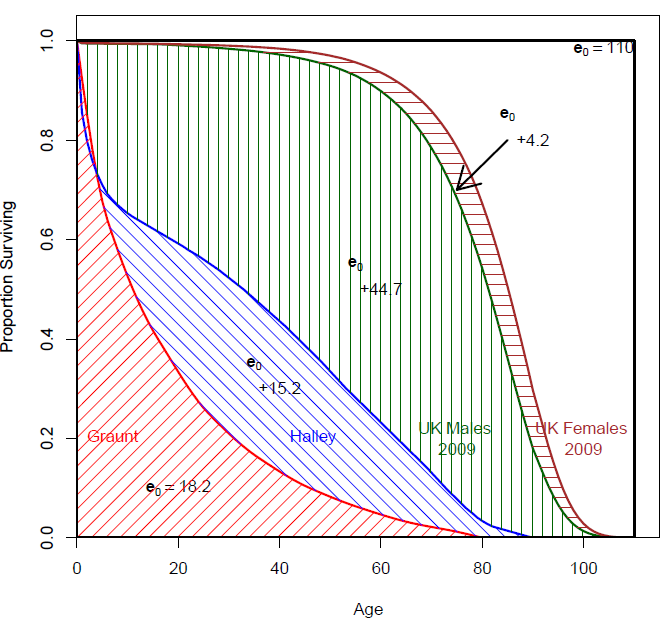 1.0
0.8
0.6
0.4
0.2
0.0
Proportion Surviving
e0 = 110
e0
+4.2
e0
+44.7
e0
+15.2
Graunt
Halley
UK Males
2009
UK Females
2009
e0 = 18.2
0 20 40 60 80 100
Age